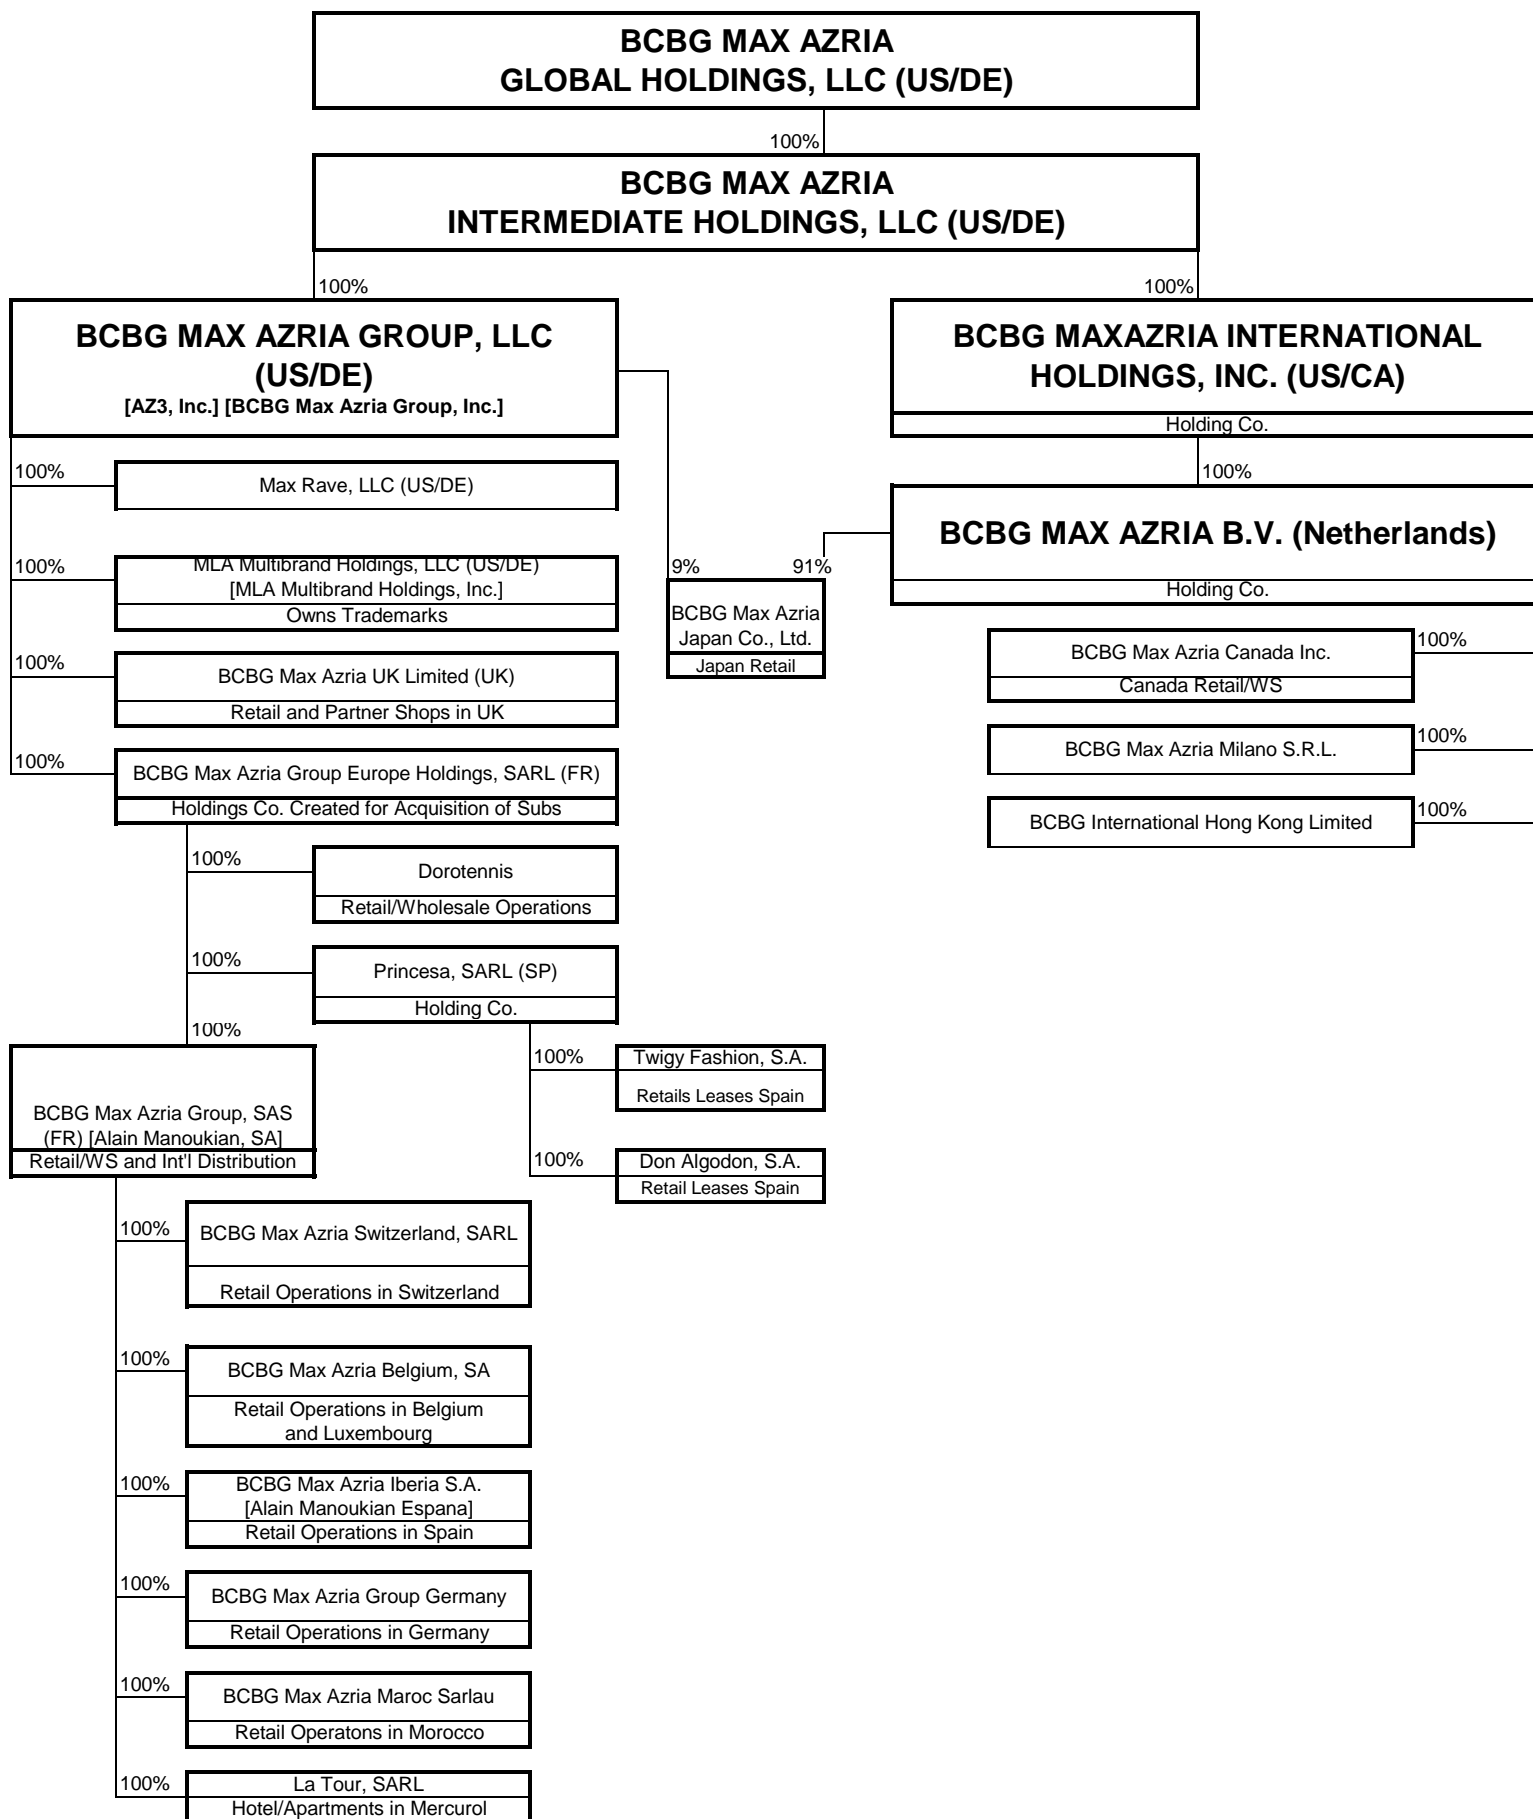 BCBG MAX AZRIA
GLOBAL HOLDINGS, LLC (US/DE)
100%
BCBG MAX AZRIA
INTERMEDIATE HOLDINGS, LLC (US/DE)
100%
100%
BCBG MAX AZRIA GROUP, LLC
(US/DE)
[AZ3, Inc.] [BCBG Max Azria Group, Inc.]
BCBG MAXAZRIA INTERNATIONAL
HOLDINGS, INC. (US/CA)
Holding Co.
100%
Max Rave, LLC (US/DE)
100%
BCBG MAX AZRIA B.V. (Netherlands)
Holding Co.
100%
MLA Multibrand Holdings, LLC (US/DE)
[MLA Multibrand Holdings, Inc.]
Owns Trademarks
9%
91%
BCBG Max Azria
Japan Co., Ltd.
Japan Retail
100%
BCBG Max Azria UK Limited (UK)
Retail and Partner Shops in UK
BCBG Max Azria Canada Inc.
Canada Retail/WS
100%
100%
BCBG Max Azria Group Europe Holdings, SARL (FR)
Holdings Co. Created for Acquisition of Subs
BCBG Max Azria Milano S.R.L.
100%
BCBG International Hong Kong Limited
100%
100%
Dorotennis
Retail/Wholesale Operations
100%
Princesa, SARL (SP)
Holding Co.
100%
BCBG Max Azria Group, SAS
(FR) [Alain Manoukian, SA]
Retail/WS and Int'l Distribution
100%
Twigy Fashion, S.A.
Retails Leases Spain
100%
Don Algodon, S.A.
Retail Leases Spain
100%
BCBG Max Azria Switzerland, SARL
Retail Operations in Switzerland
100%
BCBG Max Azria Belgium, SA
Retail Operations in Belgium
and Luxembourg
100%
BCBG Max Azria Iberia S.A.
[Alain Manoukian Espana]
Retail Operations in Spain
100%
BCBG Max Azria Group Germany
Retail Operations in Germany
100%
BCBG Max Azria Maroc Sarlau
Retail Operatons in Morocco
100%
La Tour, SARL
Hotel/Apartments in Mercurol